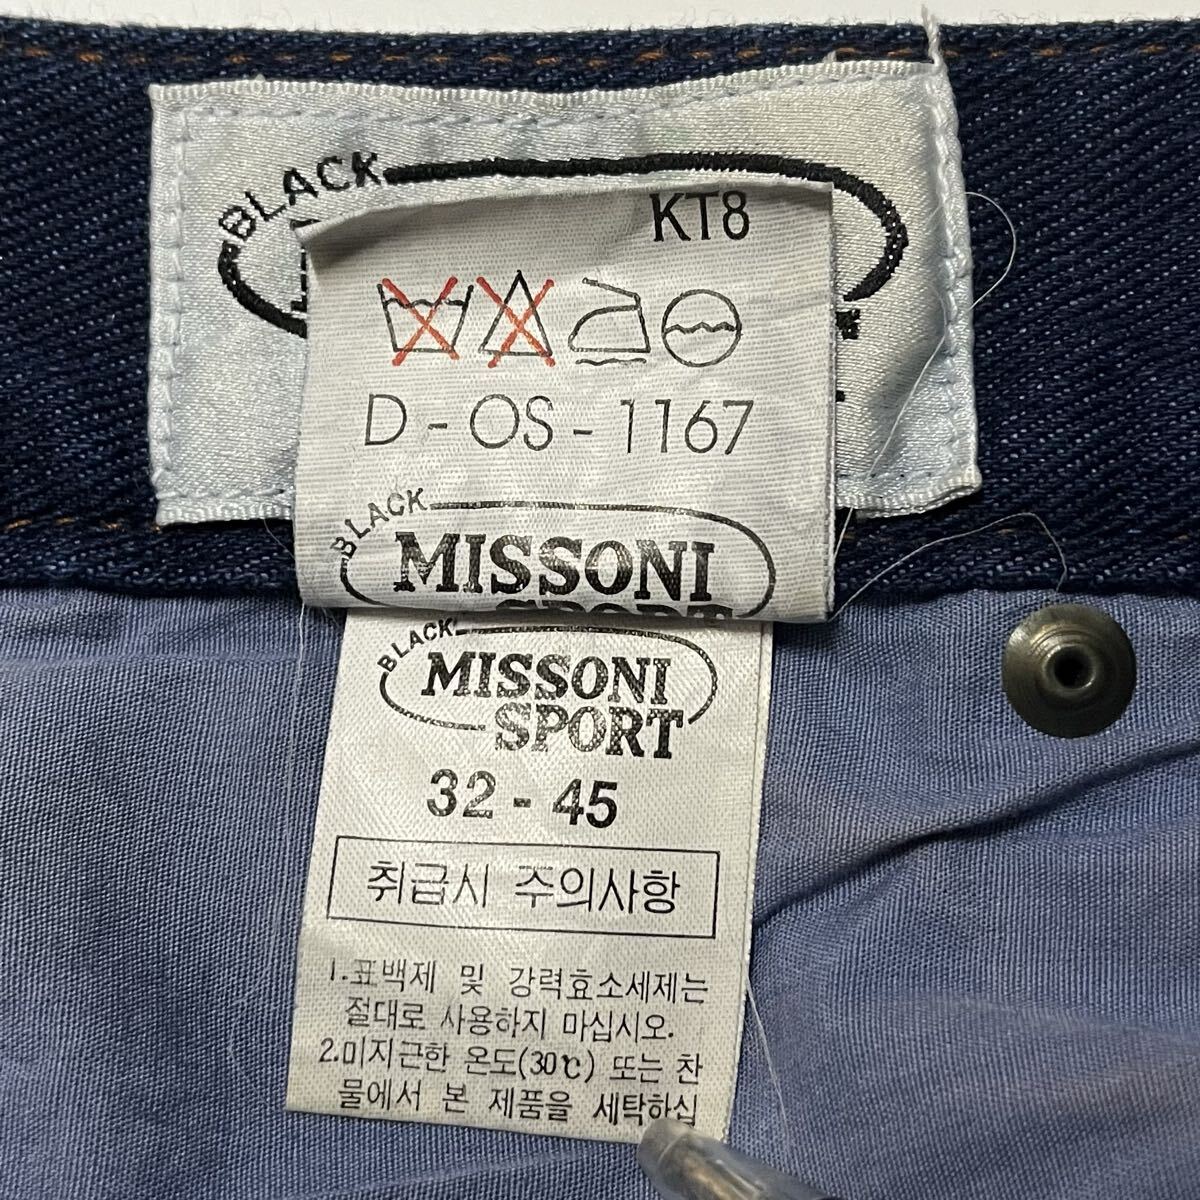 BLACK
KT8
D - OS - 1167
BLACK
MISSONI
SPORT
BLACK
MISSONI
SPORT
32 - 45
취급시 주의사항
1.표백제 및 강력효소세제는
절대로 사용하지 마십시오.
2.미지근한 온도(30℃) 또는 찬
물에서 본 제품을 세탁하십